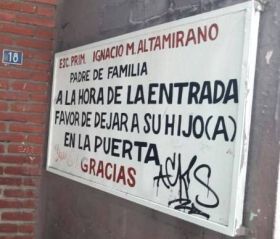 18
ESC. PRIM. IGNACIO M. ALTAMIRANO
PADRE DE FAMILIA
A LA HORA DE LA ENTRADA
FAVOR DE DEJAR A SU HIJO(A)
EN LA PUERTA
GRACIAS